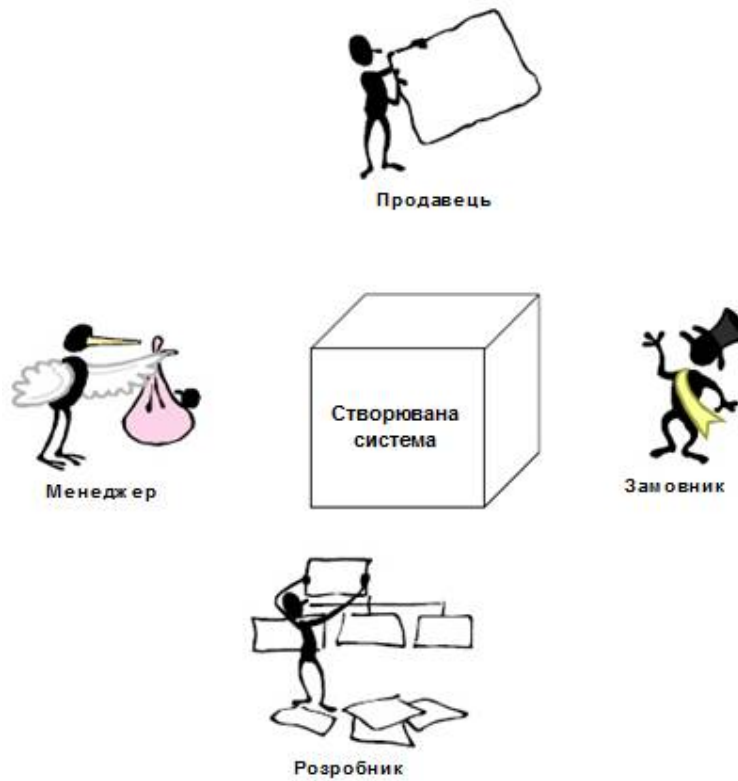 Продавець
Створювана
система
Менеджер
Замовник
Розробник